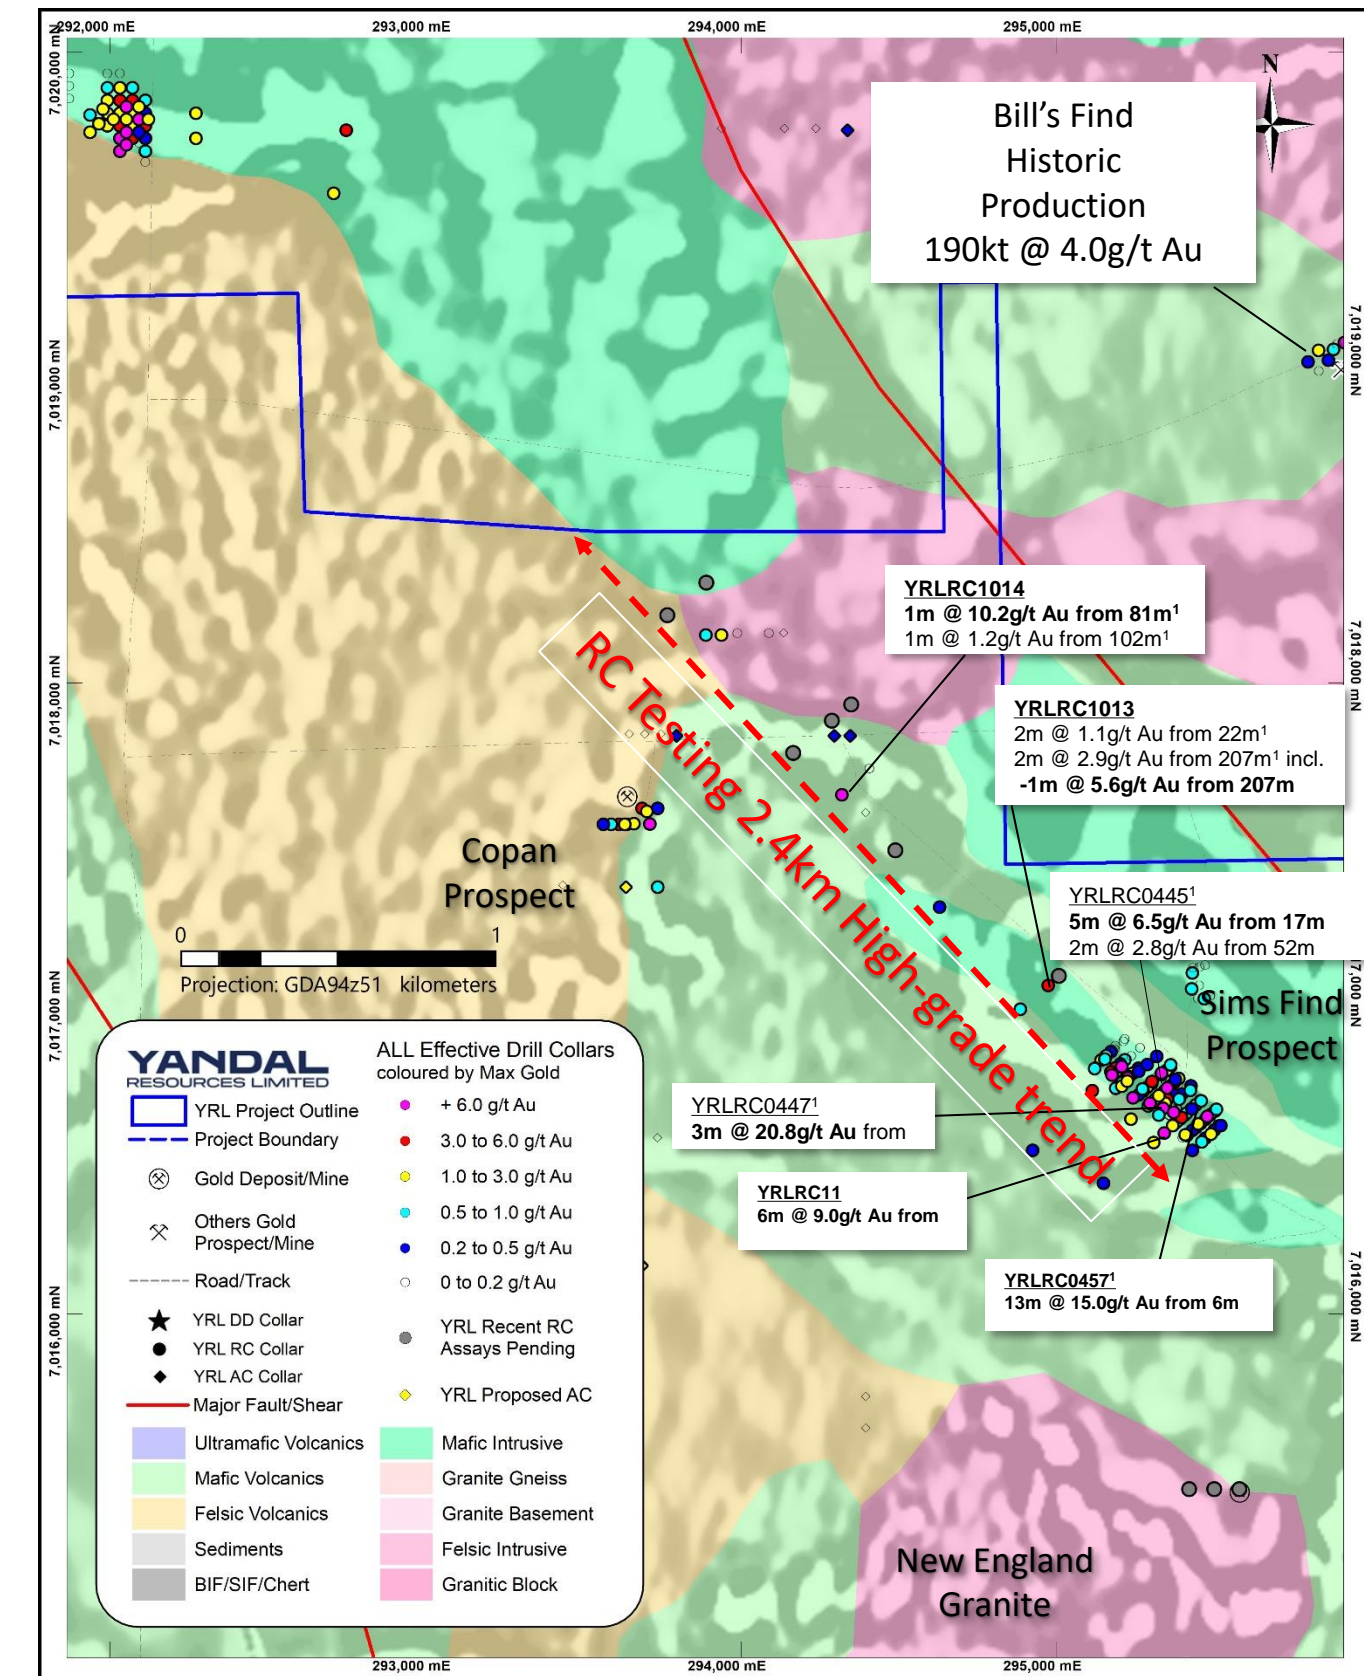 292,000 mE
293,000 mE
294,000 mE
295,000 mE
7,020,000 mN
N
Bill's Find
Historic
Production
190kt @ 4.0g/t Au
7,019,000 mN
7,019,000 mN
YRLRC1014
1m @ 10.2g/t Au from 81m¹
1m @ 1.2g/t Au from 102m¹
7,018,000 mN
7,018,000 mN
RC Testing 2.4km High-grade trend
YRLRC1013
2m @ 1.1g/t Au from 22m¹
2m @ 2.9g/t Au from 207m¹ incl.
-1m @ 5.6g/t Au from 207m
Copan
Prospect
YRLRC0445¹
5m @ 6.5g/t Au from 17m
2m @ 2.8g/t Au from 52m
0 1
Projection: GDA94z51 kilometers
7,017,000 mN
17,000 mN
Sims Find
Prospect
YRLRC0447¹
3m @ 20.8g/t Au from
YRLRC11
6m @ 9.0g/t Au from
YRLRC0457¹
13m @ 15.0g/t Au from 6m
7,016,000 mN
7,016,000 mN
YANDAL
RESOURCES LIMITED
YRL Project Outline
Project Boundary
Gold Deposit/Mine
Others Gold
Prospect/Mine
Road/Track
YRL DD Collar
YRL RC Collar
YRL AC Collar
Major Fault/Shear
Ultramafic Volcanics
Mafic Volcanics
Felsic Volcanics
Sediments
BIF/SIF/Chert
ALL Effective Drill Collars
coloured by Max Gold
+ 6.0 g/t Au
3.0 to 6.0 g/t Au
1.0 to 3.0 g/t Au
0.5 to 1.0 g/t Au
0.2 to 0.5 g/t Au
0 to 0.2 g/t Au
YRL Recent RC
Assays Pending
YRL Proposed AC
Mafic Intrusive
Granite Gneiss
Granite Basement
Felsic Intrusive
Granitic Block
New England
Granite
293,000 mE
294,000 mE
295,000 mE